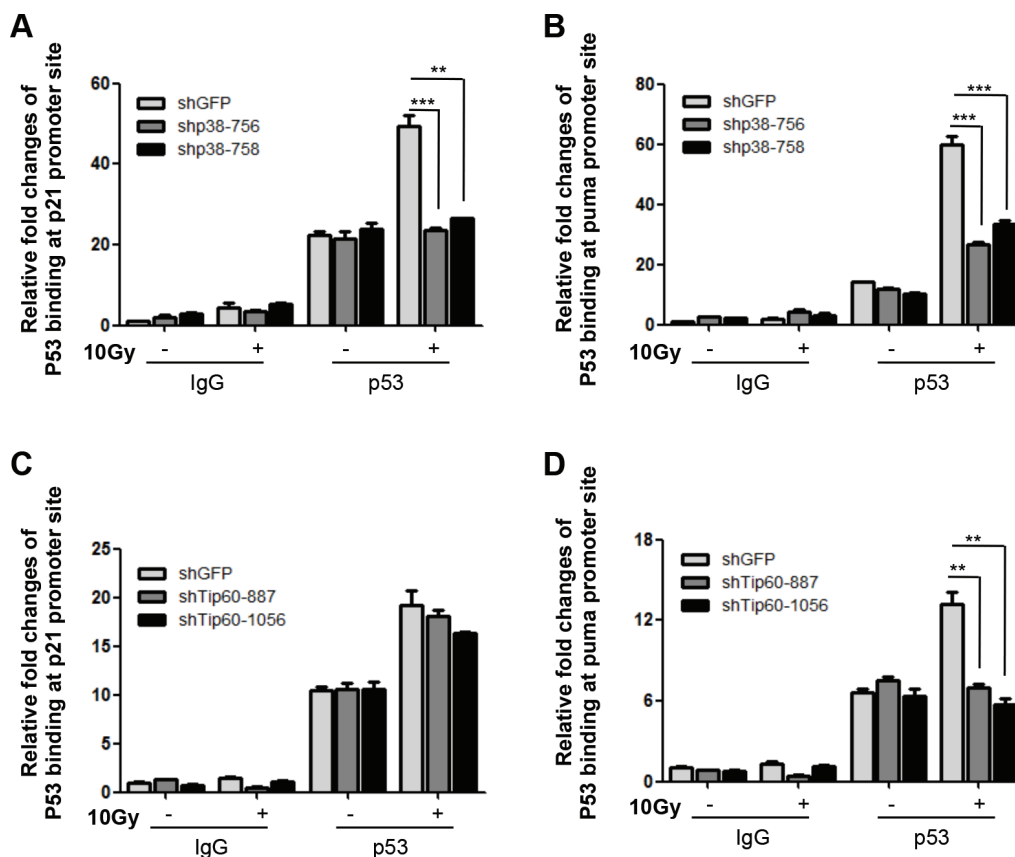 A
Relative fold changes of
P53 binding at p21 promoter site
60
40
20
0
shGFP
shp38-756
shp38-758
**
***
10Gy
- + - +
IgG p53
B
Relative fold changes of
P53 binding at puma promoter site
80
60
40
20
0
shGFP
shp38-756
shp38-758
***
***
- + - +
IgG p53
C
Relative fold changes of
P53 binding at p21 promoter site
25
20
15
10
5
0
shGFP
shTip60-887
shTip60-1056
10Gy
- + - +
IgG p53
D
Relative fold changes of
P53 binding at puma promoter site
18
12
6
0
shGFP
shTip60-887
shTip60-1056
**
**
10Gy
- + - +
IgG p53